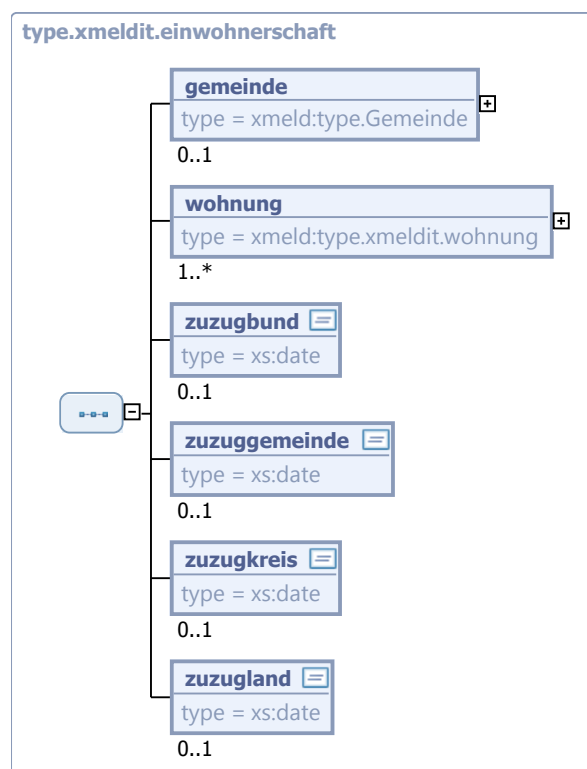 type.xmeldit.einwohnerschaft
gemeinde
type = xmeld:type.Gemeinde
0..1
wohnung
type = xmeld:type.xmeldit.wohnung
1..*
zuzugbund
type = xs:date
0..1
zuzuggemeinde
type = xs:date
0..1
zuzugkreis
type = xs:date
0..1
zuzugland
type = xs:date
0..1